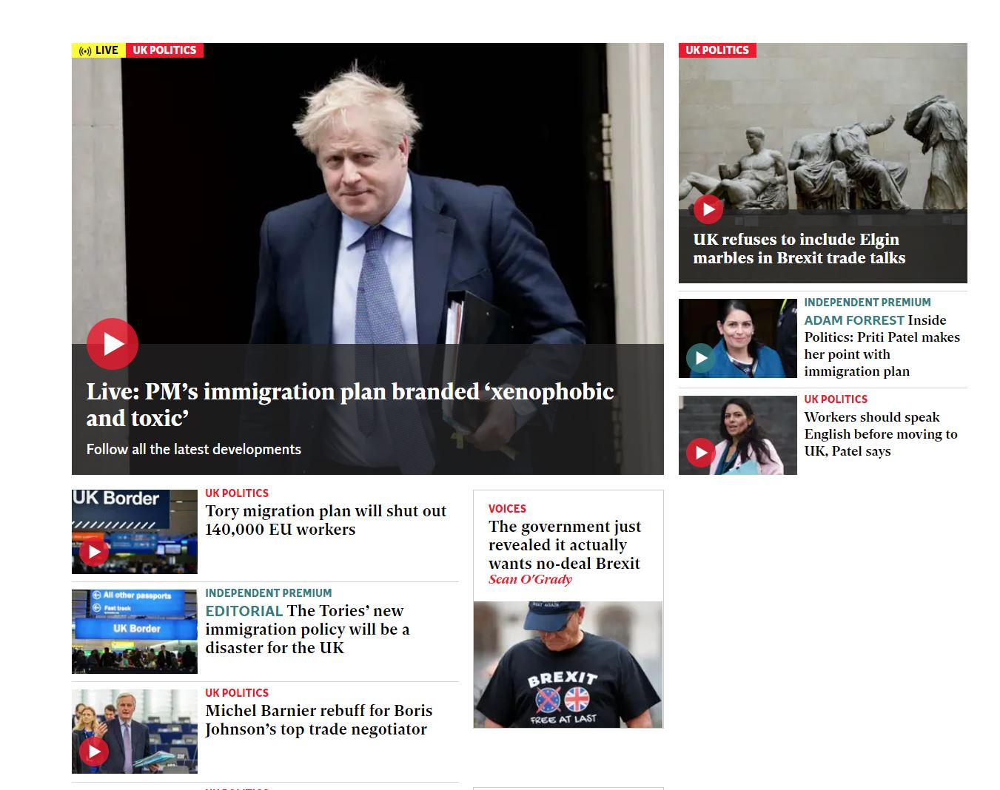 LIVE UK POLITICS
Live: PM’s immigration plan branded ‘xenophobic
and toxic’
Follow all the latest developments
UK POLITICS
UK refuses to include Elgin
marbles in Brexit trade talks
INDEPENDENT PREMIUM
ADAM FORREST Inside
Politics: Priti Patel makes
her point with
immigration plan
UK POLITICS
Workers should speak
English before moving to
UK, Patel says
UK Border
UK POLITICS
Tory migration plan will shut out
140,000 EU workers
All other passports
Fast track
UK Border
INDEPENDENT PREMIUM
EDITORIAL The Tories’ new
immigration policy will be a
disaster for the UK
UK POLITICS
Michel Barnier rebuff for Boris
Johnson’s top trade negotiator
VOICES
The government just
revealed it actually
wants no-deal Brexit
Sean O'Grady
BREXIT
FREE AT LAST